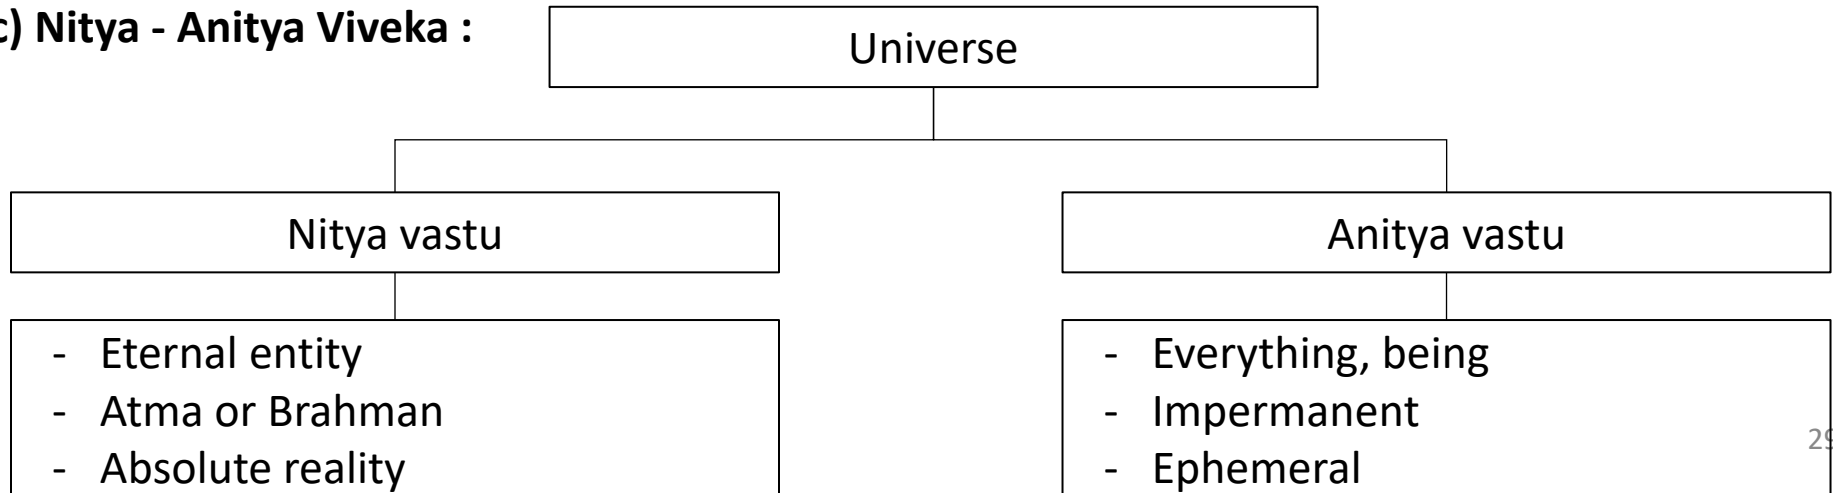 c) Nitya - Anitya Viveka :
Universe
Nitya vastu
Anitya vastu
- Eternal entity
- Atma or Brahman
- Absolute reality
- Everything, being
- Impermanent
- Ephemeral
29